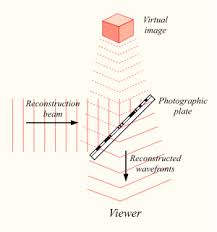 Virtual
image
Photographic
plate
Reconstruction
beam
Reconstructed
wavefronts
Viewer